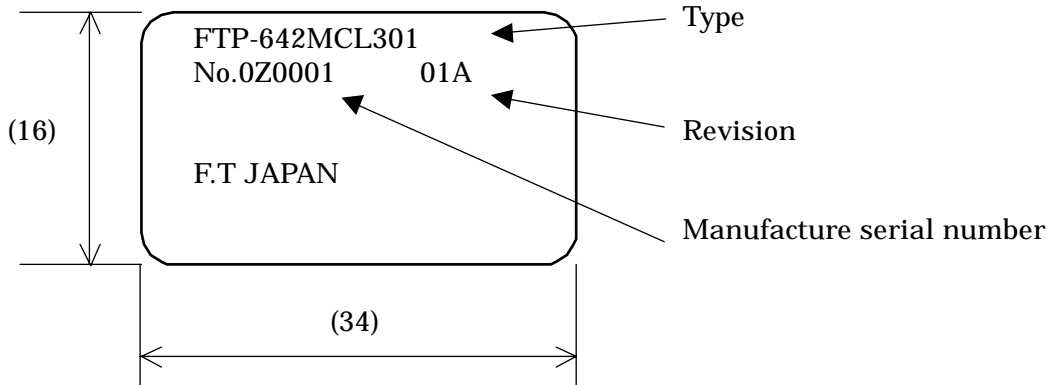 Type
FTP-642MCL301
No.0Z0001 01A
(16)
Revision
F.T JAPAN
Manufacture serial number
(34)